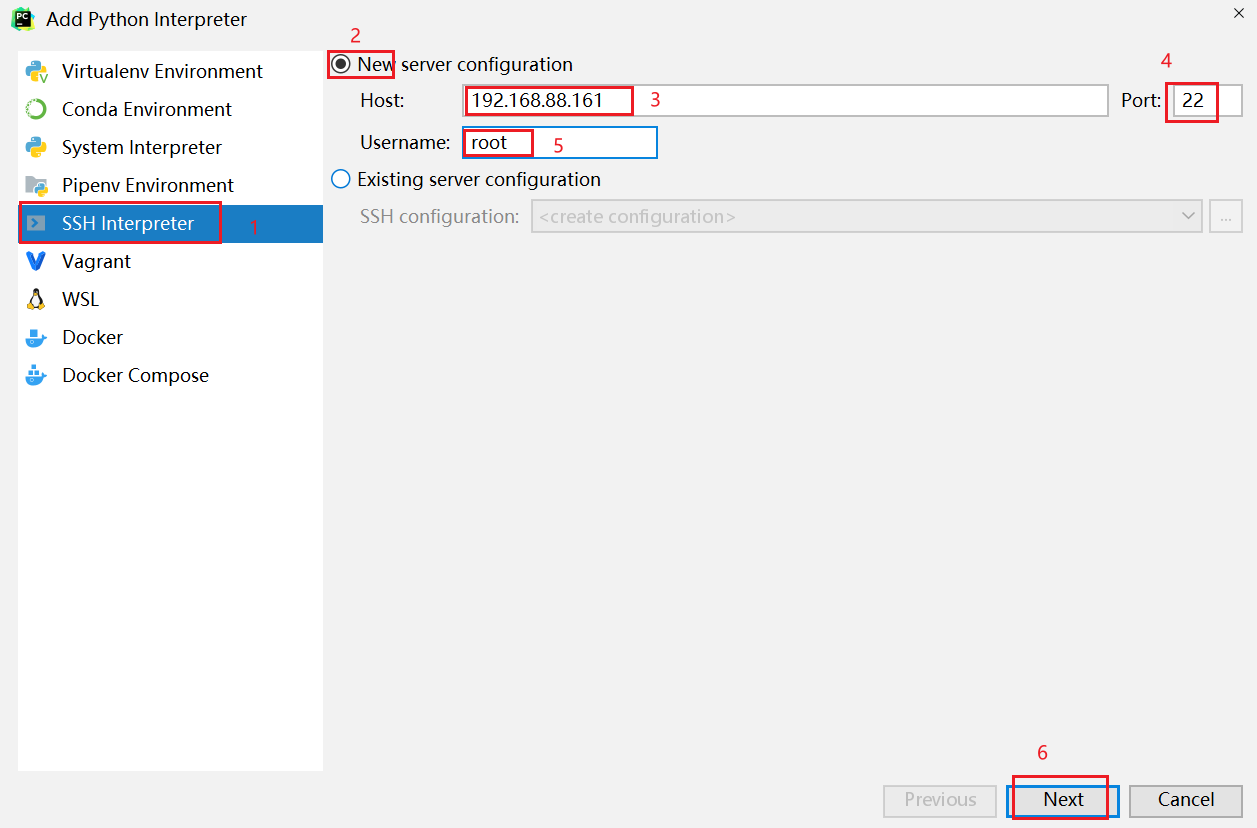 PC
Add Python Interpreter
Virtualenv Environment
Conda Environment
System Interpreter
Pipenv Environment
SSH Interpreter 1
Vagrant
WSL
Docker
Docker Compose
2
New server configuration
Host: 192.168.88.161 3
4
Port: 22
Username: root 5
Existing server configuration
SSH configuration: <create configuration> ...
6
Previous Next Cancel